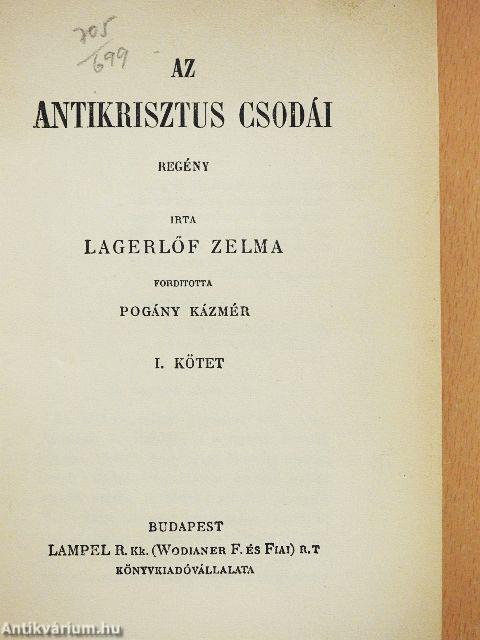 205
/699
AZ
ANTIKRISZTUS CSODÁI
REGÉNY
IRTA
LAGERLŐF ZELMA
FORDITOTTA
POGÁNY KÁZMÉR
I. KÖTET
BUDAPEST
LAMPEL R. KK. (WODIANER F. ÉS FIAI) R.T
KÖNYVKIADÓVÁLLALATA
Antikvárium.hu